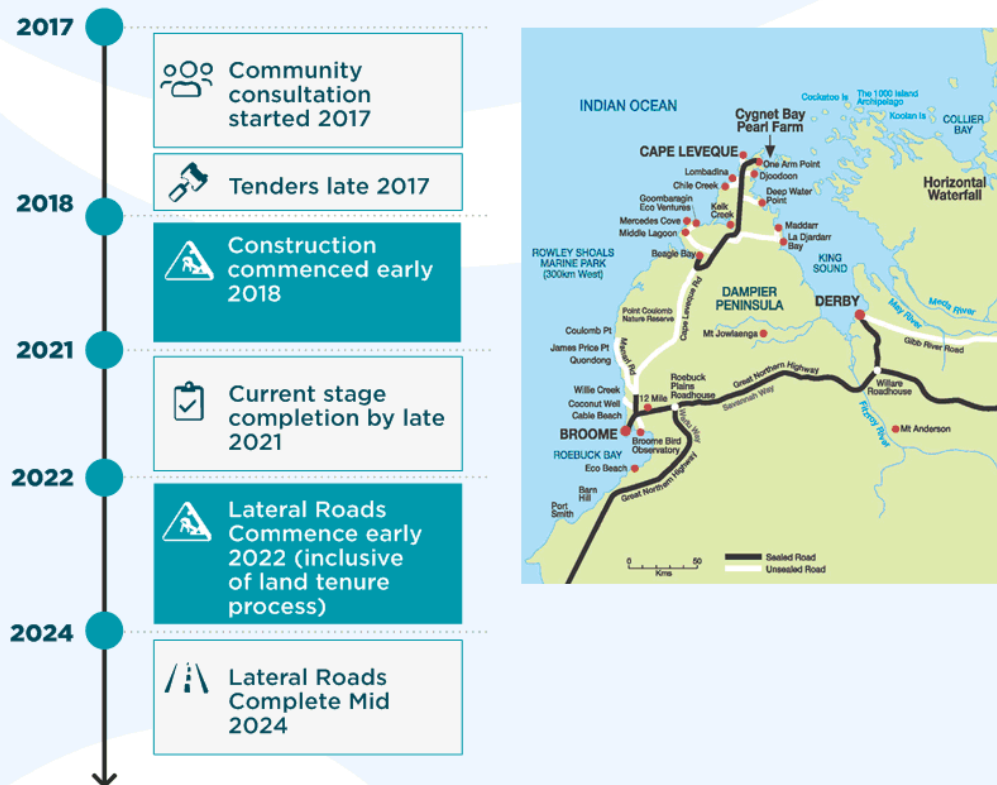 2017
Community
consultation
started 2017
Tenders late 2017
2018
Construction
commenced early
2018
2021
Current stage
completion by late
2021
2022
Lateral Roads
Commence early
2022 (inclusive
of land tenure
process)
2024
Lateral Roads
Complete Mid
2024
INDIAN OCEAN
Cockatoo Is
The 1000 Island
Archipelago
Koolan Is
COLLIER
BAY
Cygnet Bay
Pearl Farm
CAPE LEVEQUE
One Arm Point
Lombadina
Djoodoon
Chile Creek
Deep Water
Point
Horizontal
Waterfall
Goombaragin
Eco Ventures
Kelk
Creek
Mercedes Cove
Middle Lagoon
Maddarr
La Djardarr
Bay
ROWLEY SHOALS
MARINE PARK
(300km West)
Beagle Bay
KING
SOUND
DAMPIER
PENINSULA
DERBY
May River
Meda River
Cape Leveque Rd
Point Coulomb
Nature Reserve
Mt Jowlaenga
Gibb River Road
Coulomb Pt
James Price Pt
Quondong
Manari Rd
Great Northern Highway
Savannah Way
Willare
Roadhouse
Willie Creek
Coconut Well
Cable Beach
12 Mile
Roebuck
Plains
Roadhouse
Fitzroy River
Mt Anderson
BROOME
Broome Bird
Observatory
ROEBUCK BAY
Eco Beach
Great Northern Highway
Barn
Hill
Port
Smith
0 50
Kms
Sealed Road
Unsealed Road